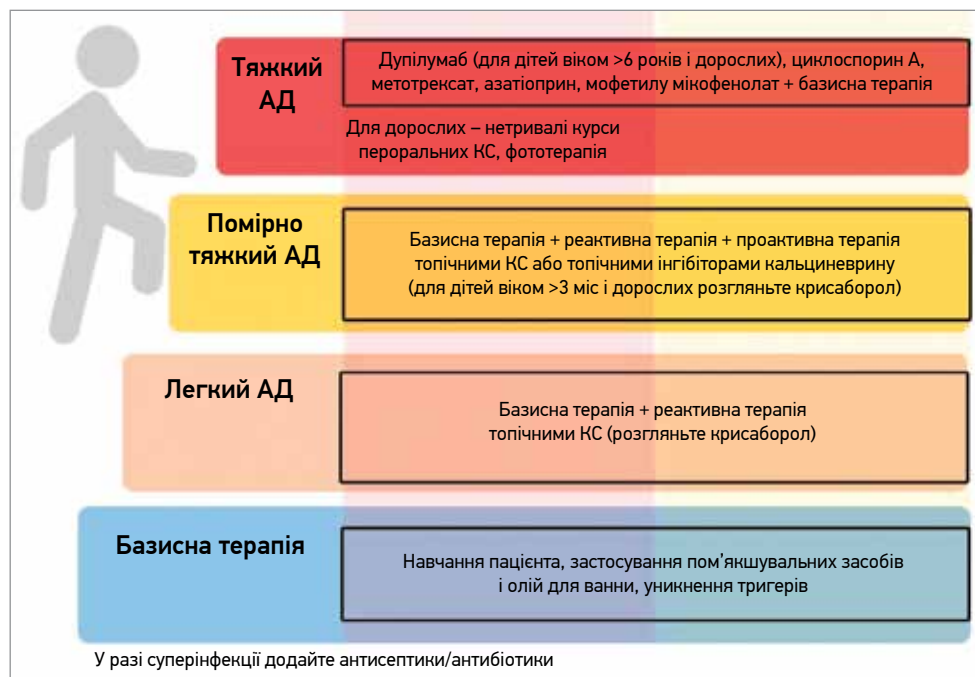 Тяжкий
АД
Дупілумаб (для дітей віком >6 років і дорослих), циклоспорин А,
метотрексат, азатіоприн, мофетилу мікофенолат + базисна терапія
Для дорослих – нетривалі курси
пероральних КС, фототерапія
Помірно
тяжкий АД
Базисна терапія + реактивна терапія + проактивна терапія
топічними КС або топічними інгібіторами кальциневрину
(для дітей віком >3 міс і дорослих розгляньте крисаборол)
Легкий АД
Базисна терапія + реактивна терапія
топічними КС (розгляньте крисаборол)
Базисна терапія
Навчання пацієнта, застосування пом’якшувальних засобів
і олій для ванни, уникнення тригерів
У разі суперінфекції додайте антисептики/антибіотики